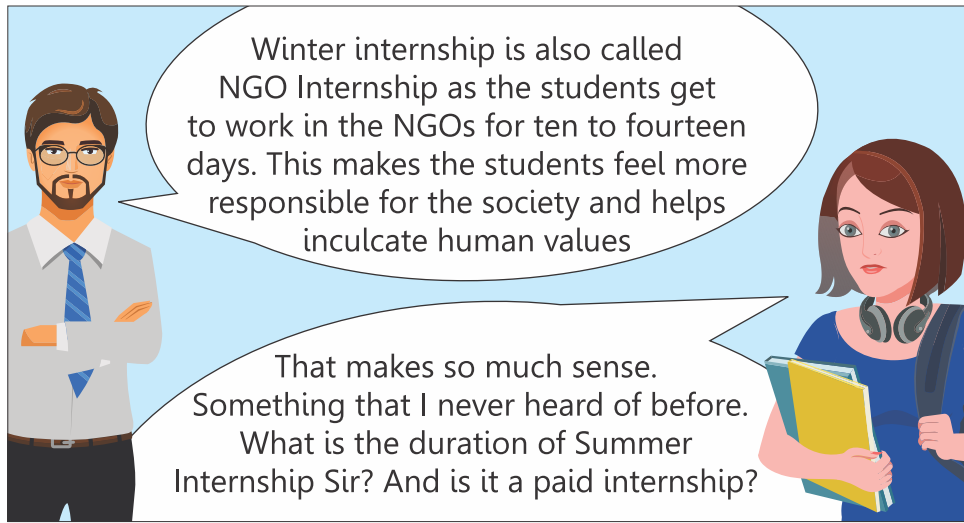 Winter internship is also called
NGO Internship as the students get
to work in the NGOs for ten to fourteen
days. This makes the students feel more
responsible for the society and helps
inculcate human values
That makes so much sense.
Something that I never heard of before.
What is the duration of Summer
Internship Sir? And is it a paid internship?